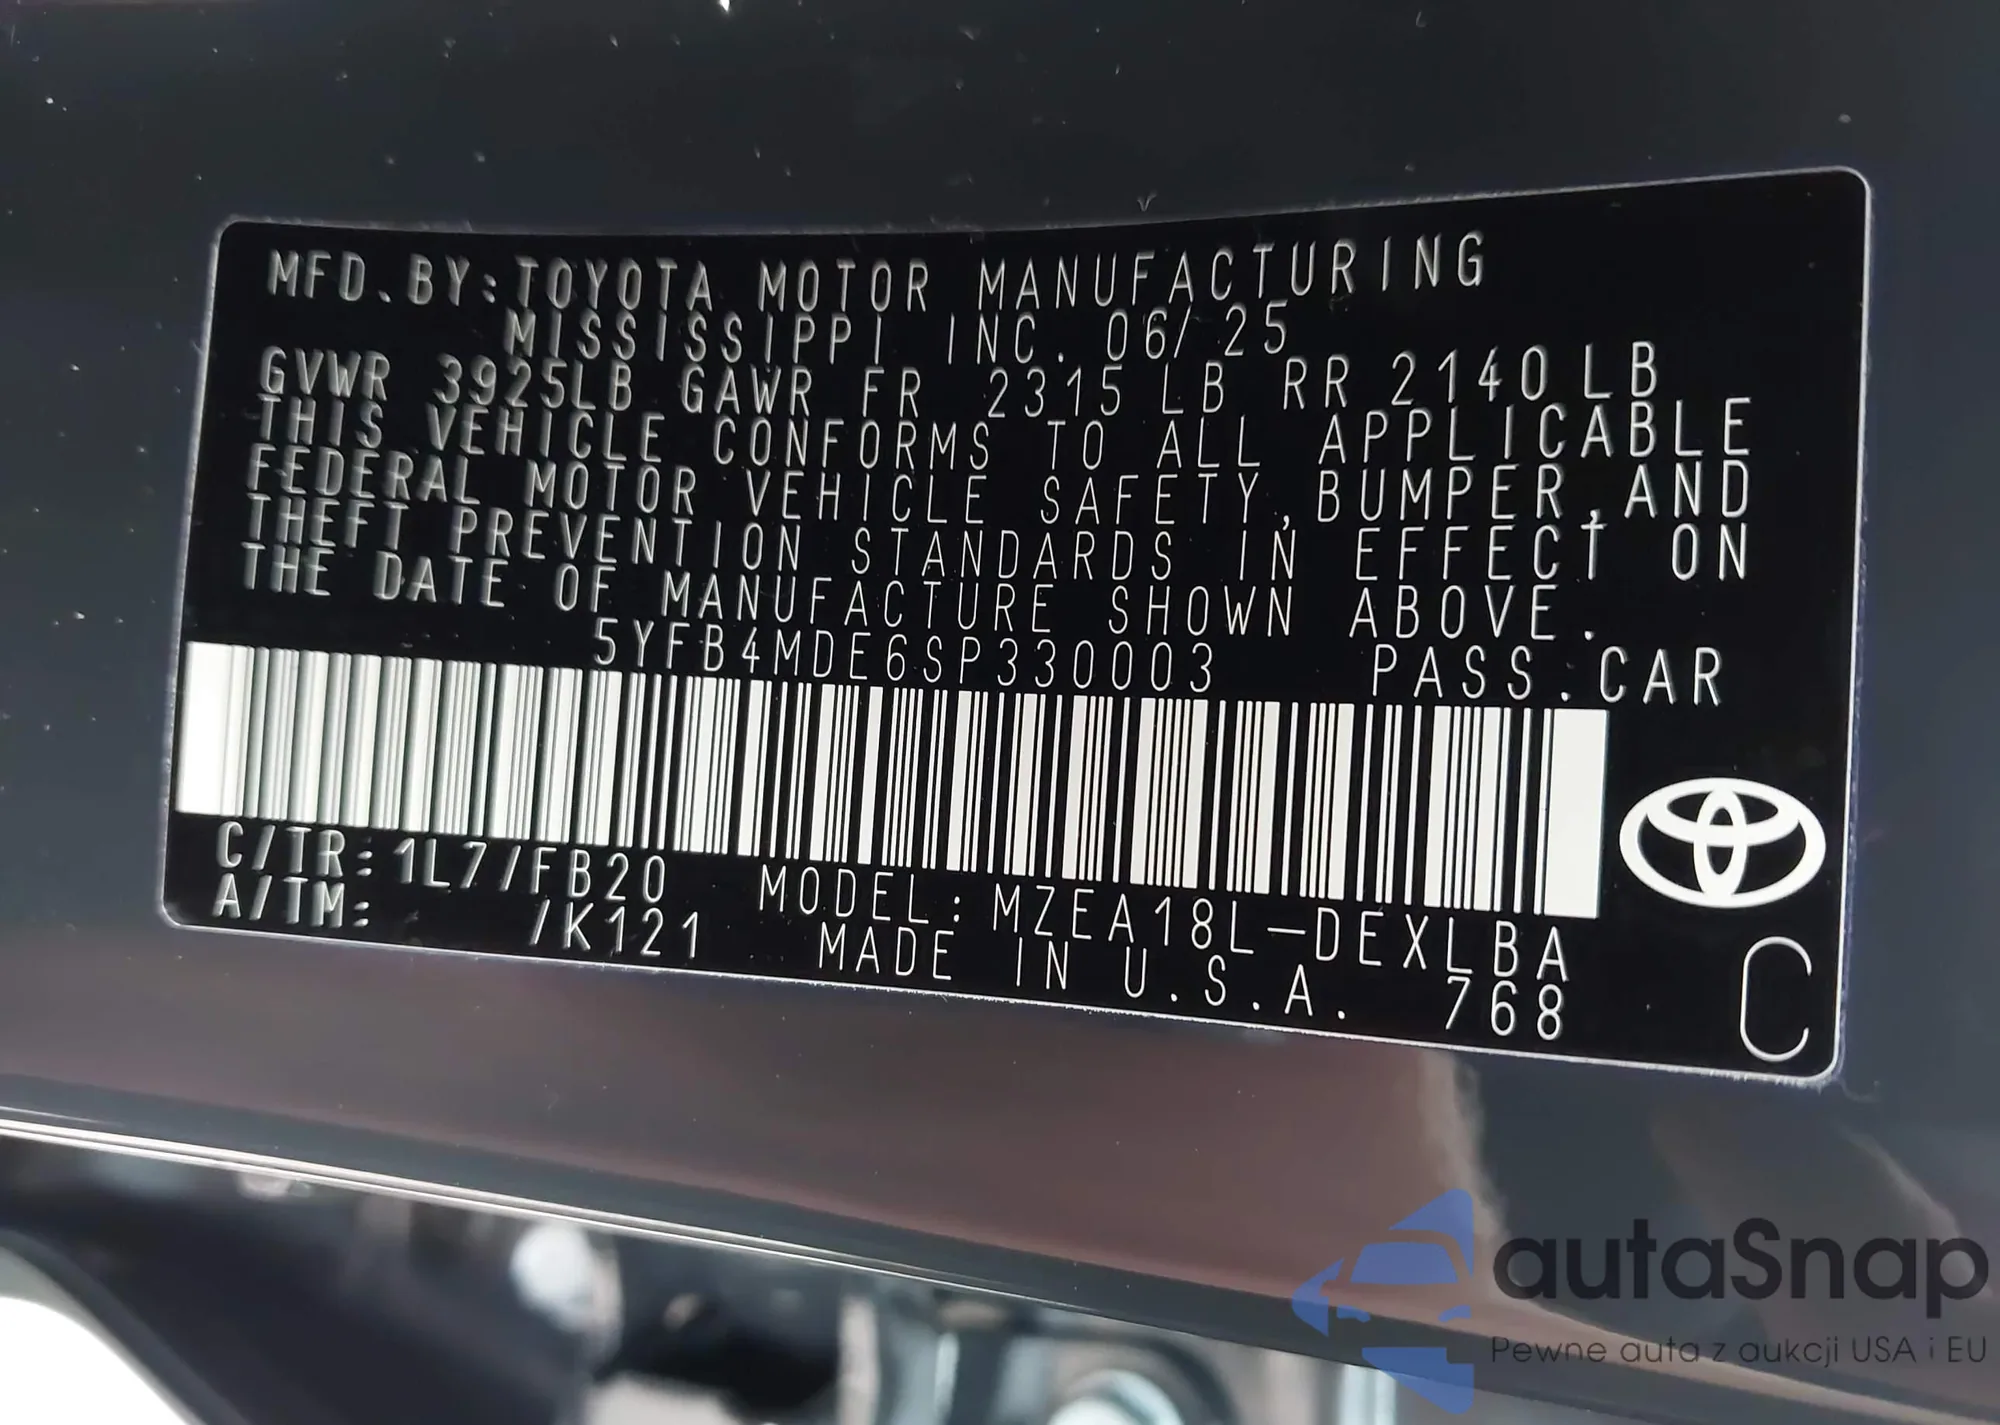 MFD.BY:TOYOTA MOTOR MANUFACTURING
MISSISSIPPI INC. 06/25
GVWR 3925LB GAWR FR 2315 LB RR 2140LB
THIS VEHICLE CONFORMS TO ALL APPLICABLE
FEDERAL MOTOR VEHICLE SAFETY,BUMPER,AND
THEFT PREVENTION STANDARDS IN EFFECT ON
THE DATE OF MANUFACTURE SHOWN ABOVE.
5YFB4MDE6SP330003 PASS.CAR
C/TR:1L7/FB20 MODEL:MZEA18L-DEXLBA
A/TM: /K121 MADE IN U.S.A. 768
C
autaSnap
Pewne auta z aukcji USA i EU